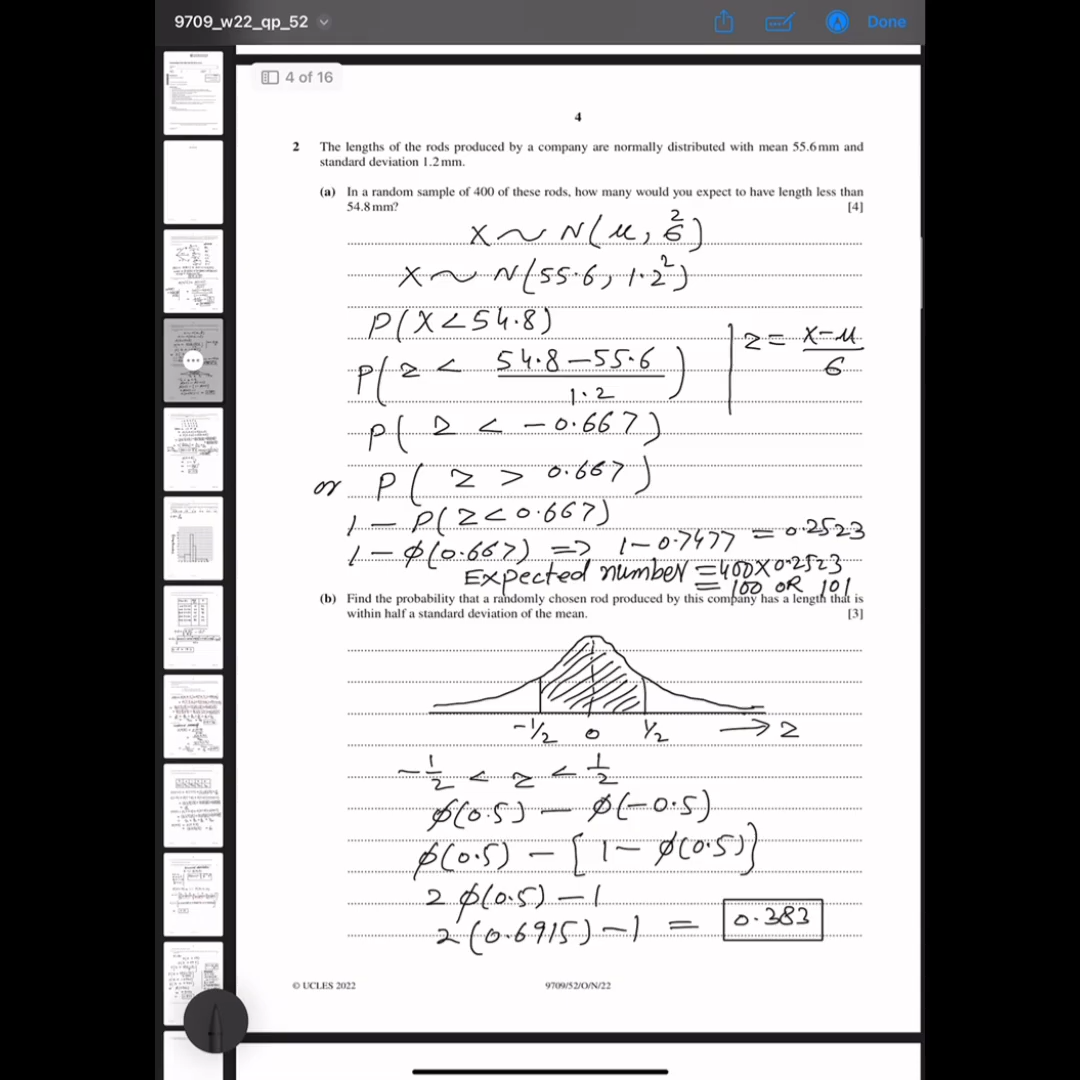 9709_w22_qp_52
Done
4 of 16
4
2 The lengths of the rods produced by a company are normally distributed with mean 55.6 mm and
standard deviation 1.2 mm.
(a) In a random sample of 400 of these rods, how many would you expect to have length less than
54.8 mm? [4]
X ~ N(μ, σ²)
X ~ N(55.6, 1.2²)
P(X<54.8)
P(z < (54.8-55.6)/1.2) | z = (x-μ)/σ
P(z < -0.667)
or P(z > 0.667)
1 - P(z<0.667)
1 - φ(0.667) => 1-0.7477 = 0.2523
Expected number = 400×0.2523
= 100 OR 101
(b) Find the probability that a randomly chosen rod produced by this company has a length that is
within half a standard deviation of the mean. [3]
-1/2 0 1/2 → z
-1/2 < z < 1/2
φ(0.5) - φ(-0.5)
φ(0.5) - [1- φ(0.5)]
2 φ(0.5) - 1
2(0.6915) - 1 = 0.383
© UCLES 2022 9709/52/O/N/22